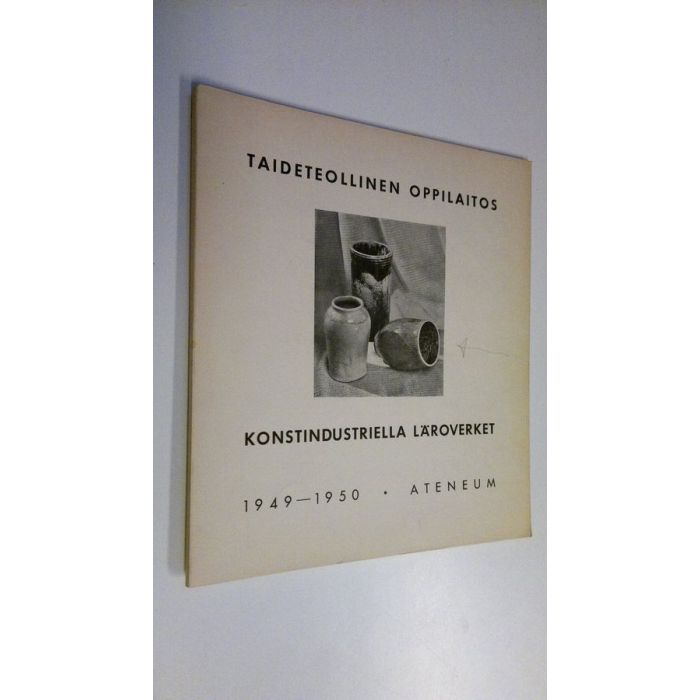 TAIDETEOLLINEN OPPILAITOS
KONSTINDUSTRIELLA LÄROVERKET
1949—1950 • ATENEUM